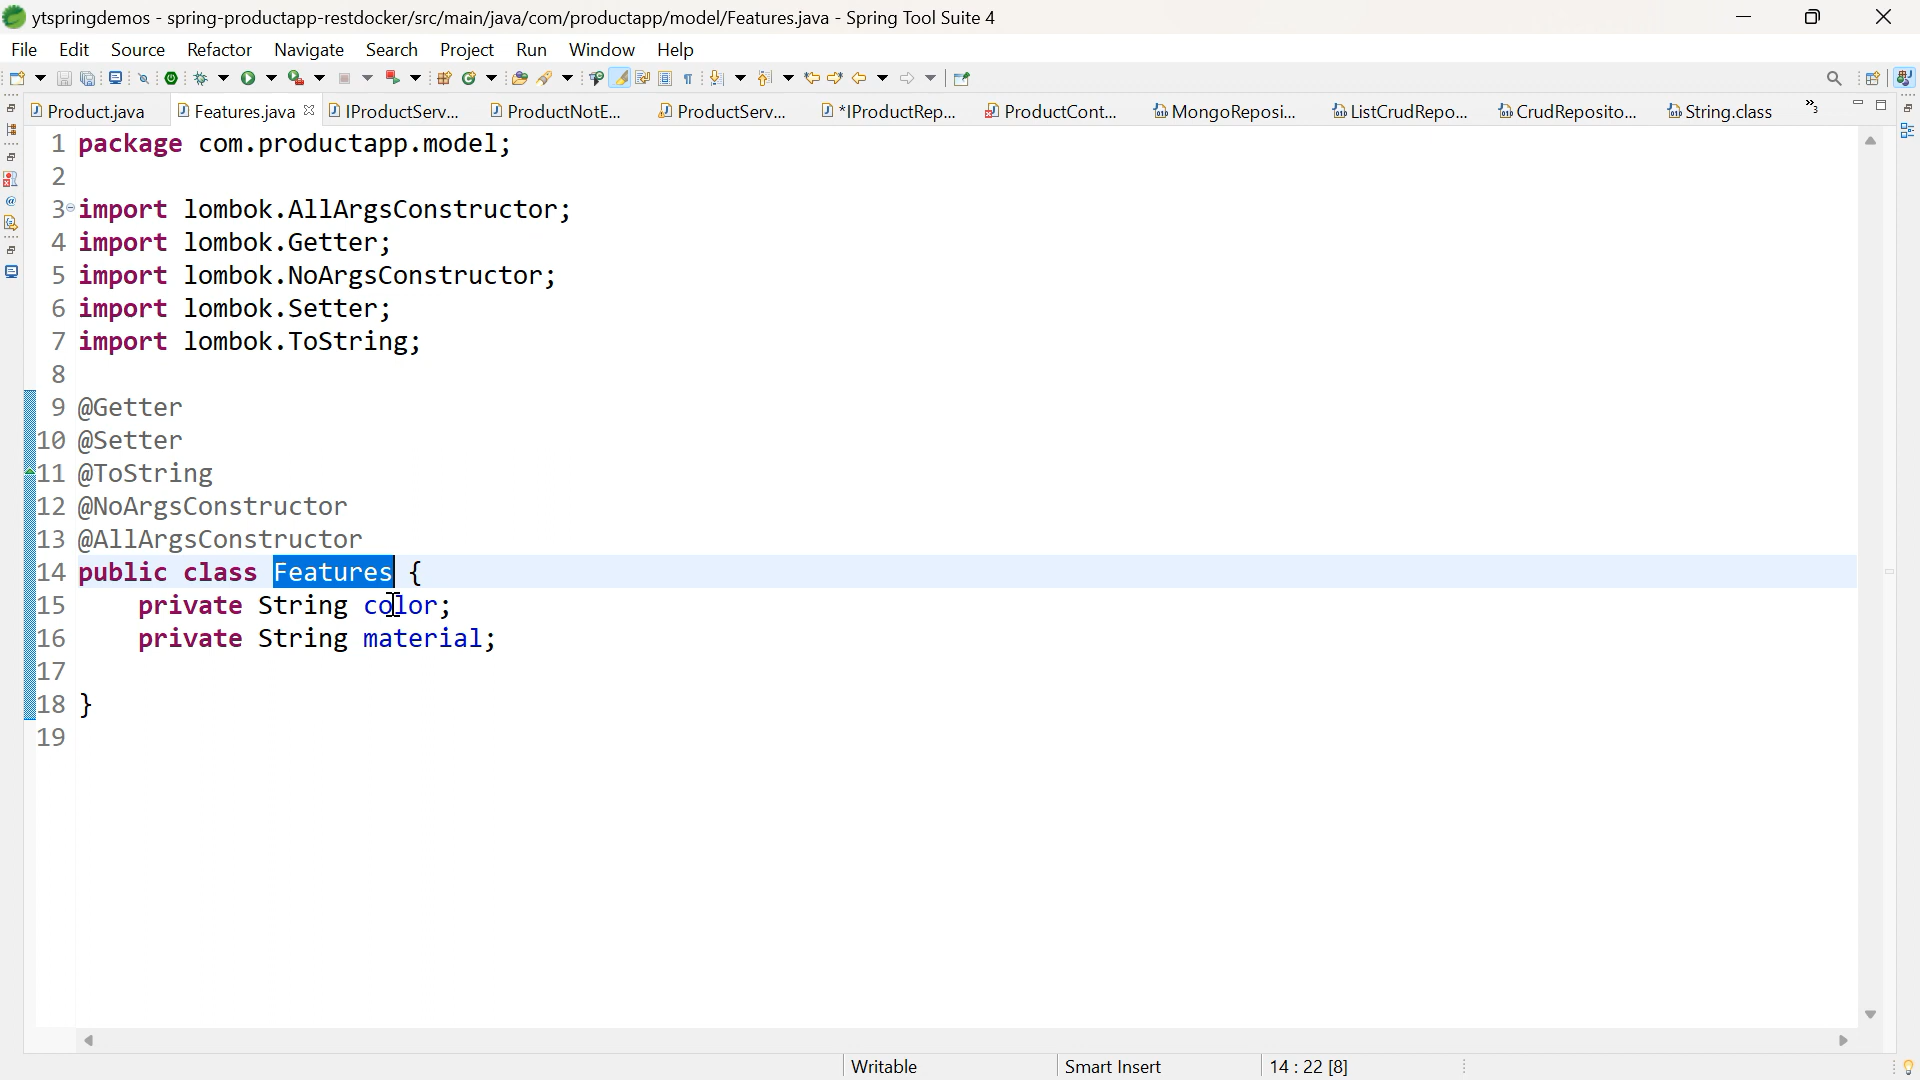 ytspringdemos - spring-productapp-restdocker/src/main/java/com/productapp/model/Features.java - Spring Tool Suite 4
File Edit Source Refactor Navigate Search Project Run Window Help
Product.java Features.java IProductServ... ProductNotE... ProductServ... *IProductRep... ProductCont... MongoReposi... ListCrudRepo... CrudReposito... String.class »3
1 package com.productapp.model;
2
3 import lombok.AllArgsConstructor;
4 import lombok.Getter;
5 import lombok.NoArgsConstructor;
6 import lombok.Setter;
7 import lombok.ToString;
8
9 @Getter
10 @Setter
11 @ToString
12 @NoArgsConstructor
13 @AllArgsConstructor
14 public class Features {
15 private String color;
16 private String material;
17
18 }
19
Writable Smart Insert 14 : 22 [8]